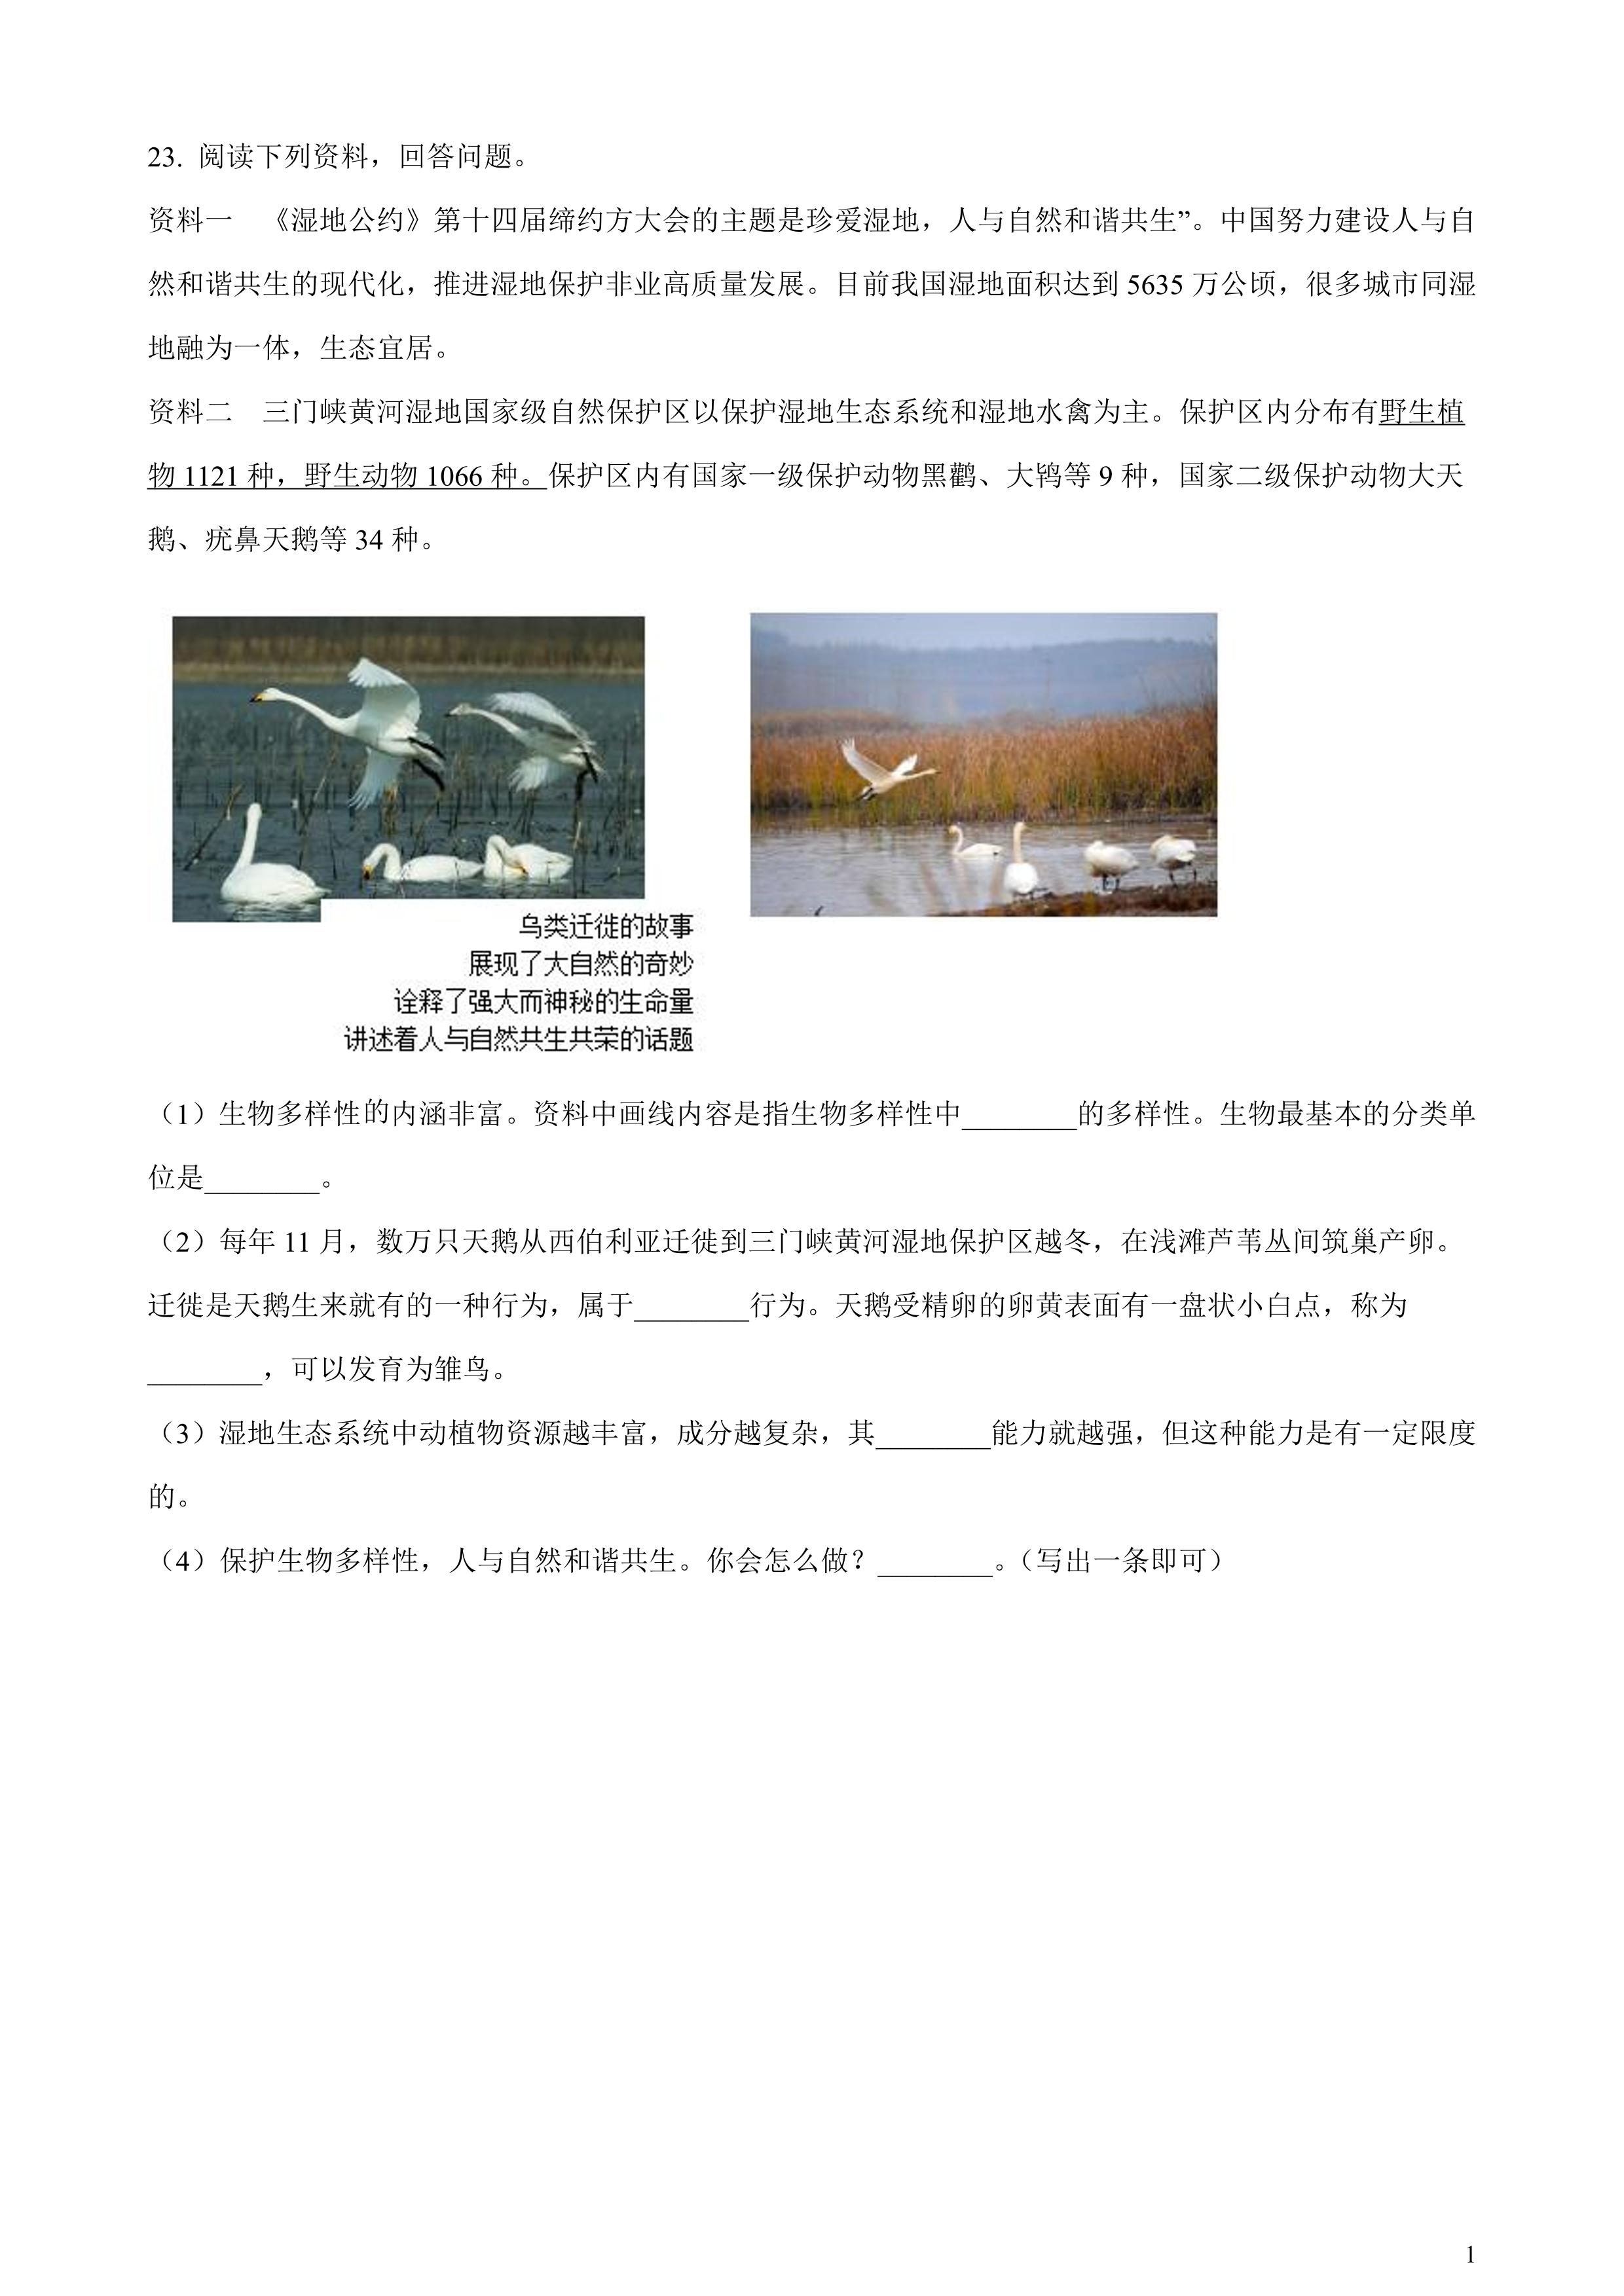 23. 阅读下列资料，回答问题。
资料一　《湿地公约》第十四届缔约方大会的主题是珍爱湿地，人与自然和谐共生”。中国努力建设人与自
然和谐共生的现代化，推进湿地保护非业高质量发展。目前我国湿地面积达到 5635 万公顷，很多城市同湿
地融为一体，生态宜居。
资料二　三门峡黄河湿地国家级自然保护区以保护湿地生态系统和湿地水禽为主。保护区内分布有野生植
物 1121 种，野生动物 1066 种。保护区内有国家一级保护动物黑鹳、大鸨等 9 种，国家二级保护动物大天
鹅、疣鼻天鹅等 34 种。
鸟类迁徙的故事
展现了大自然的奇妙
诠释了强大而神秘的生命量
讲述着人与自然共生共荣的话题
（1）生物多样性的内涵非富。资料中画线内容是指生物多样性中________的多样性。生物最基本的分类单
位是________。
（2）每年 11 月，数万只天鹅从西伯利亚迁徙到三门峡黄河湿地保护区越冬，在浅滩芦苇丛间筑巢产卵。
迁徙是天鹅生来就有的一种行为，属于________行为。天鹅受精卵的卵黄表面有一盘状小白点，称为
________，可以发育为雏鸟。
（3）湿地生态系统中动植物资源越丰富，成分越复杂，其________能力就越强，但这种能力是有一定限度
的。
（4）保护生物多样性，人与自然和谐共生。你会怎么做？________。（写出一条即可）
1